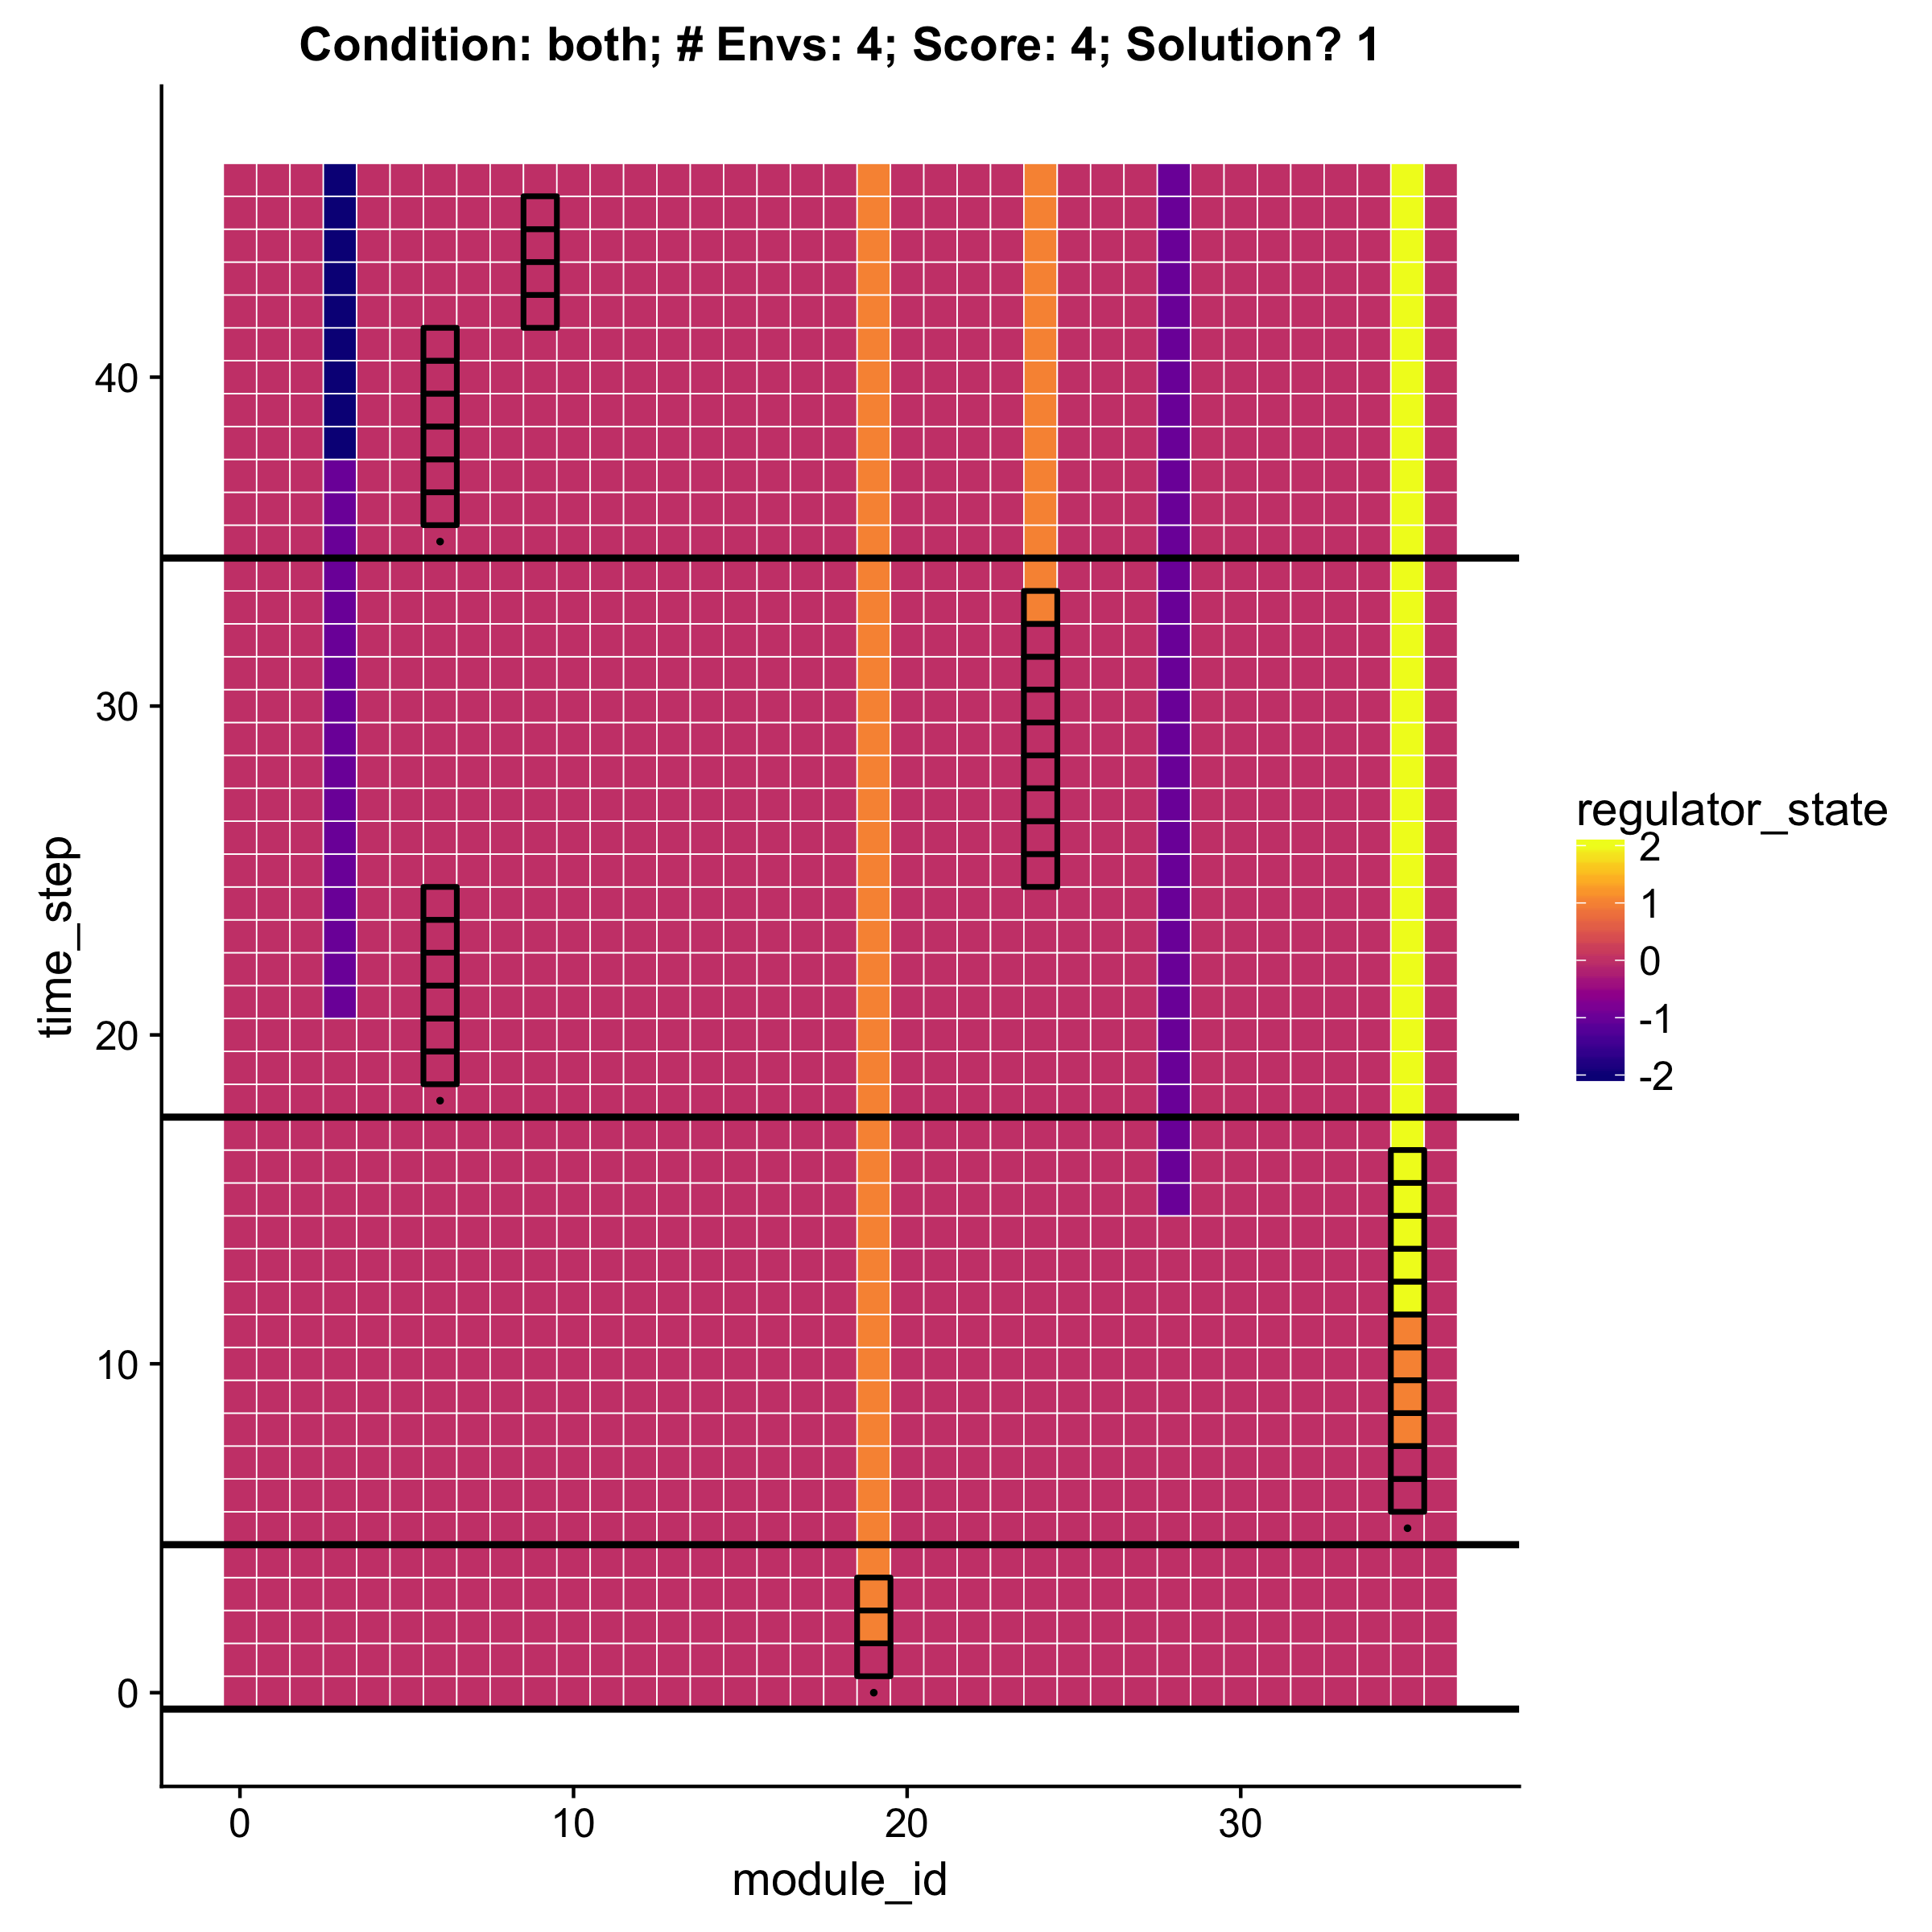 Condition: both; # Envs: 4; Score: 4; Solution? 1
time_step
40
30
20
10
0
0 10 20 30
module_id
regulator_state
2
1
0
-1
-2